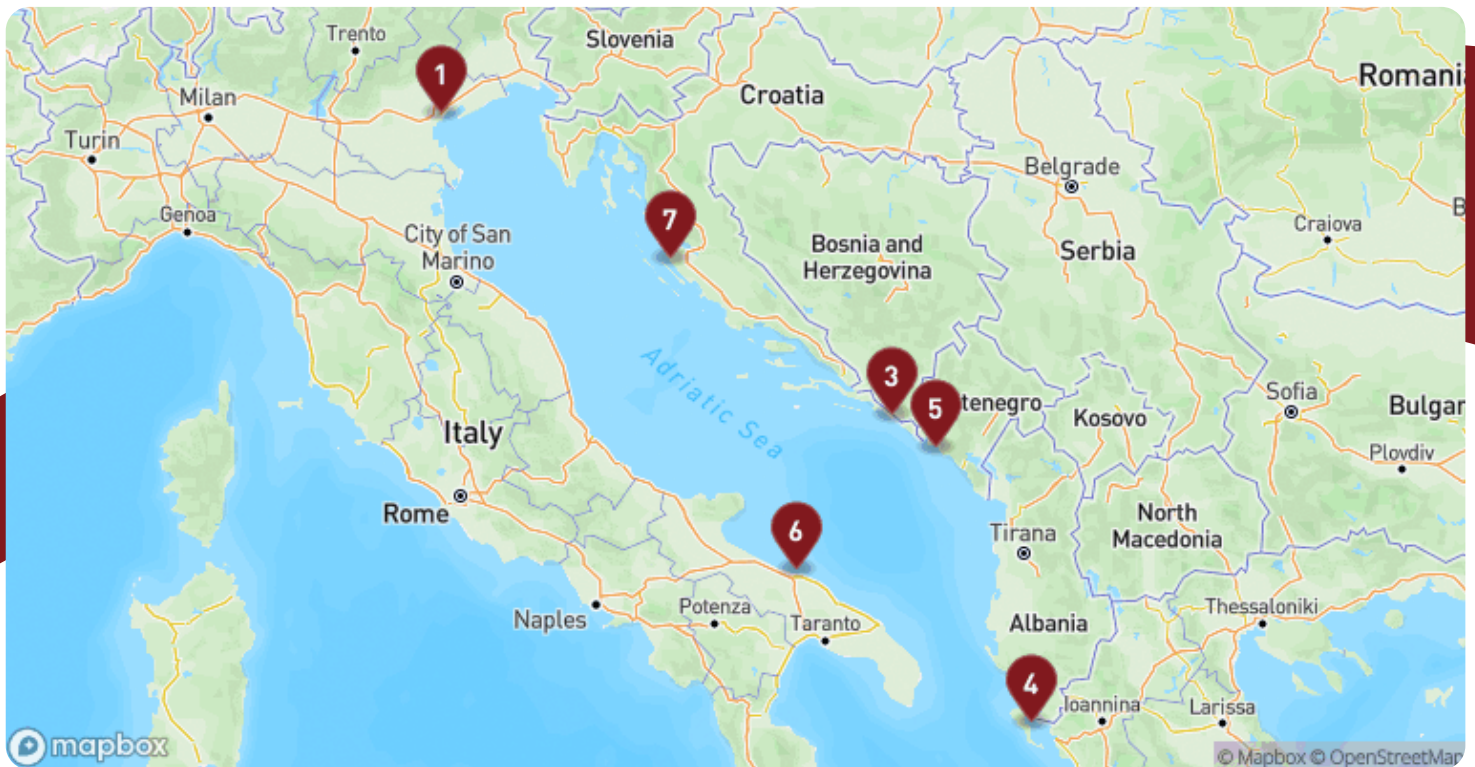 Trento
Slovenia
1
Romani
Milan
Croatia
Turin
Belgrade
Genoa
7
B
City of San
Marino
Craiova
Bosnia and
Herzegovina
Serbia
Adriatic Sea
3
5
tenegro
Sofia
Bulgar
Kosovo
Italy
Plovdiv
Rome
6
North
Macedonia
Tirana
Naples
Potenza
Taranto
Albania
Thessaloniki
4
Ioannina
Larissa
mapbox
© Mapbox © OpenStreetMap